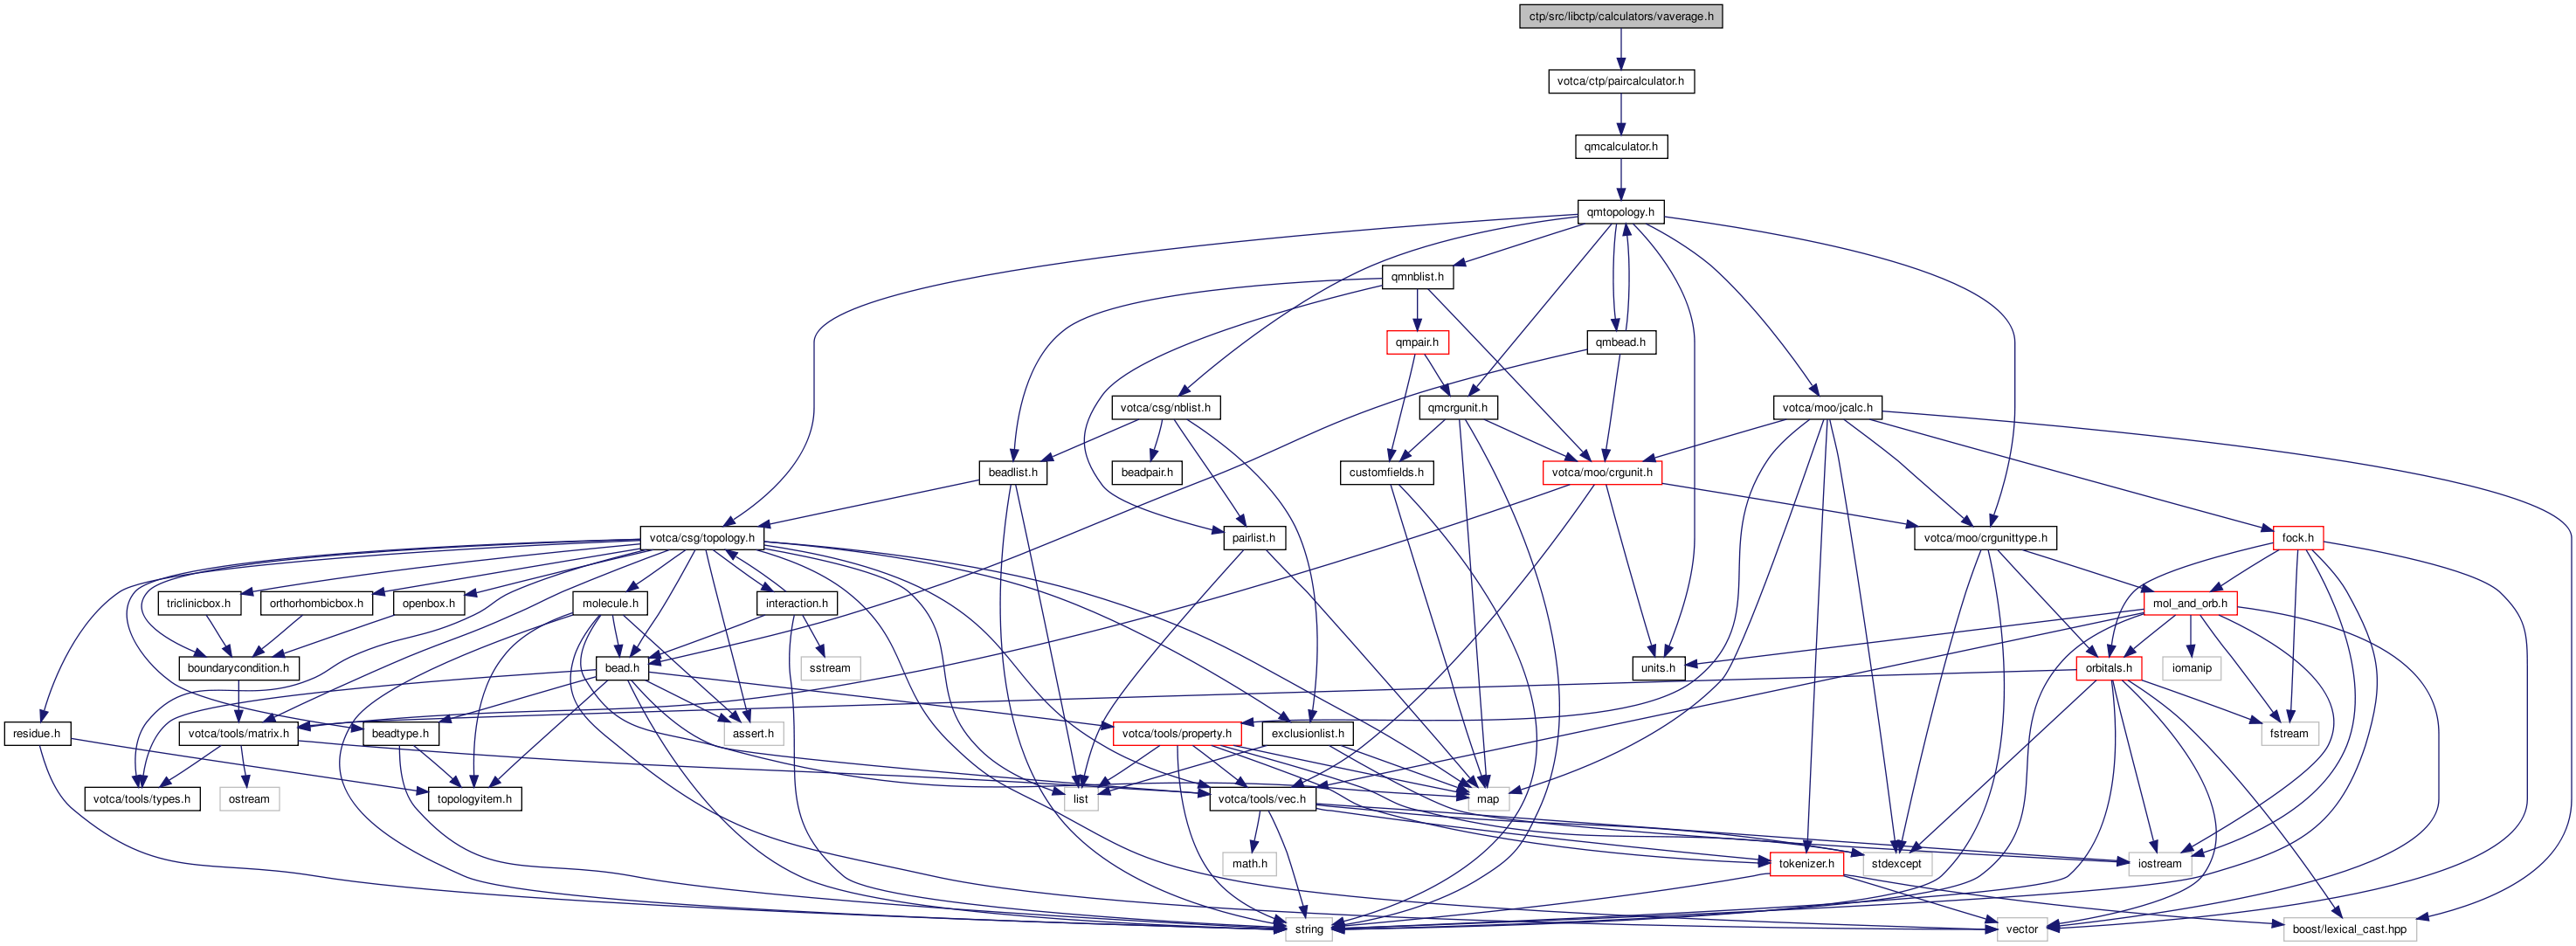 ctp/src/libctp/calculators/vaverage.h
votca/ctp/paircalculator.h
qmcalculator.h
qmtopology.h
qmnblist.h
qmpair.h
qmbead.h
votca/csg/nblist.h
qmcrgunit.h
votca/moo/jcalc.h
beadlist.h
beadpair.h
customfields.h
votca/moo/crgunit.h
votca/csg/topology.h
pairlist.h
votca/moo/crgunittype.h
fock.h
triclinicbox.h
orthorhombicbox.h
openbox.h
molecule.h
interaction.h
mol_and_orb.h
boundarycondition.h
bead.h
sstream
units.h
orbitals.h
iomanip
residue.h
votca/tools/matrix.h
beadtype.h
assert.h
votca/tools/property.h
exclusionlist.h
fstream
votca/tools/types.h
ostream
topologyitem.h
list
votca/tools/vec.h
map
math.h
tokenizer.h
stdexcept
iostream
string
vector
boost/lexical_cast.hpp